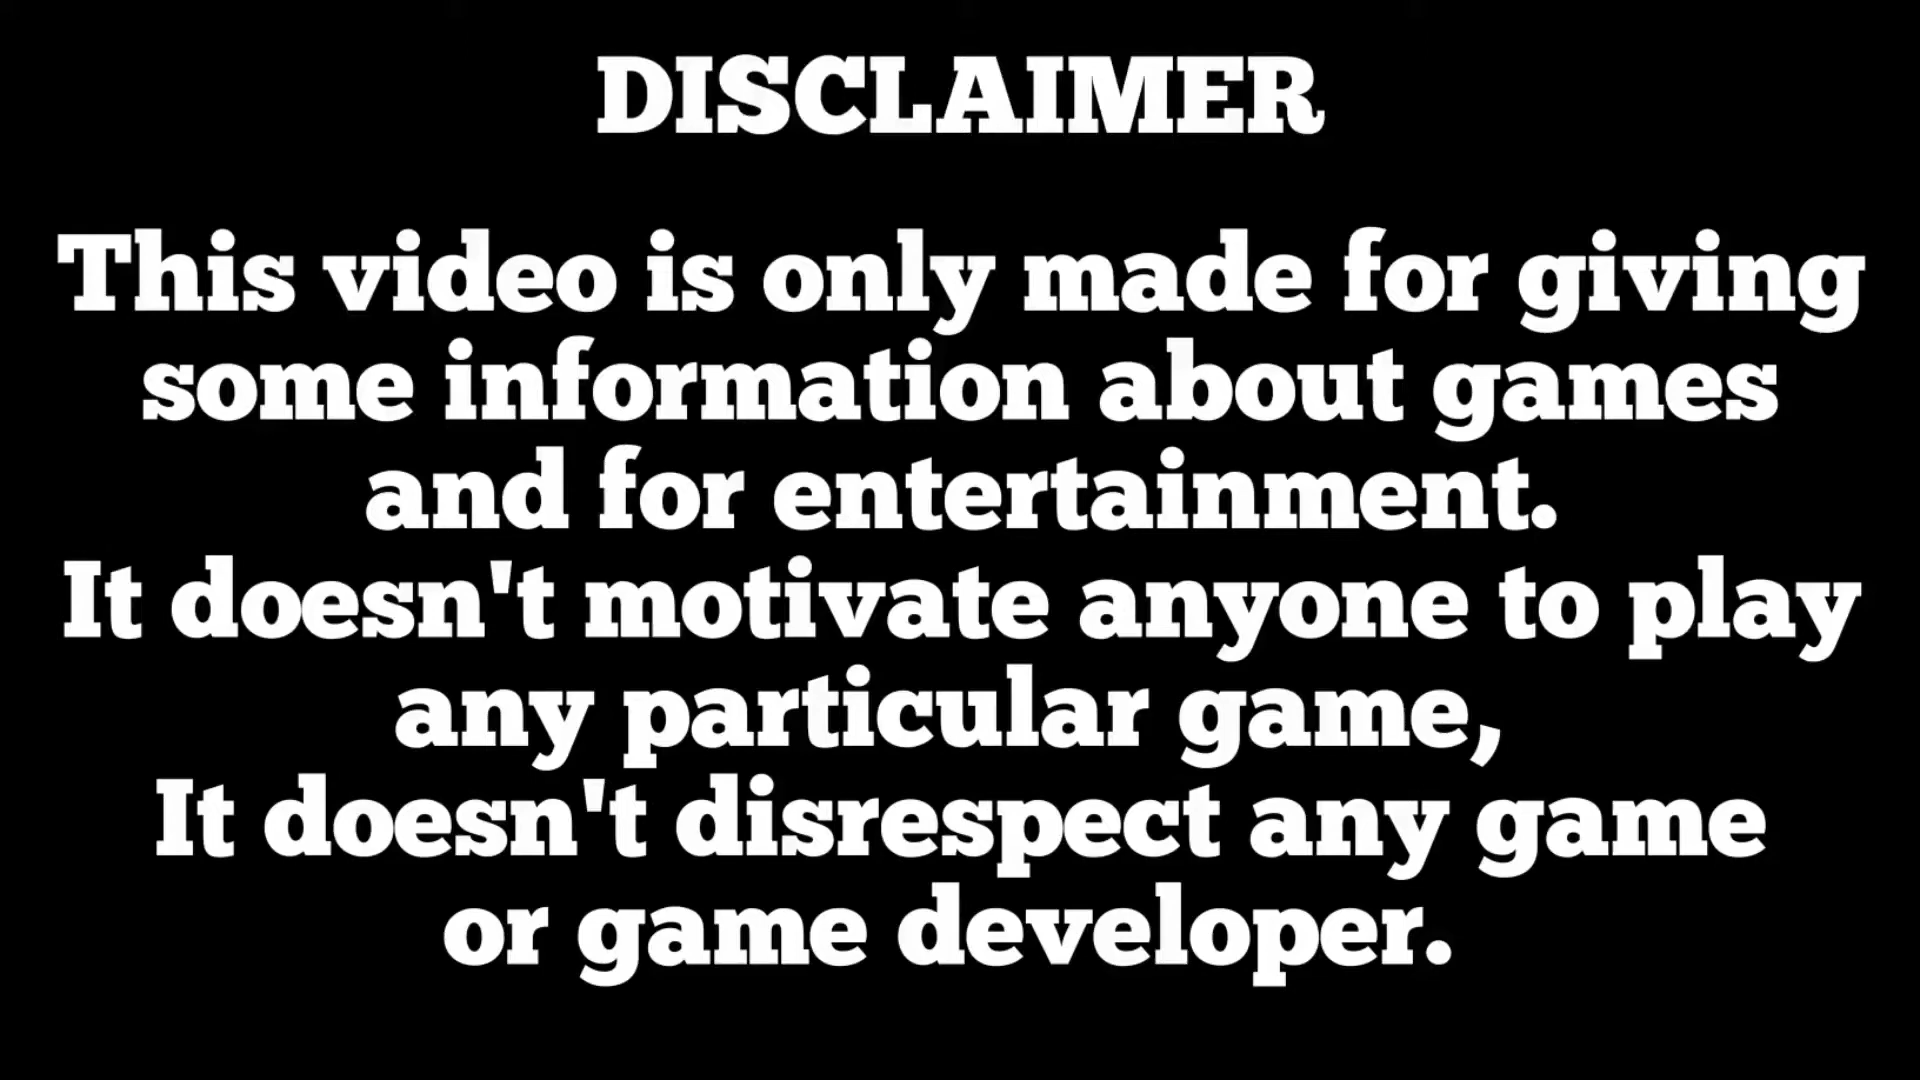 DISCLAIMER
This video is only made for giving
some information about games
and for entertainment.
It doesn't motivate anyone to play
any particular game,
It doesn't disrespect any game
or game developer.